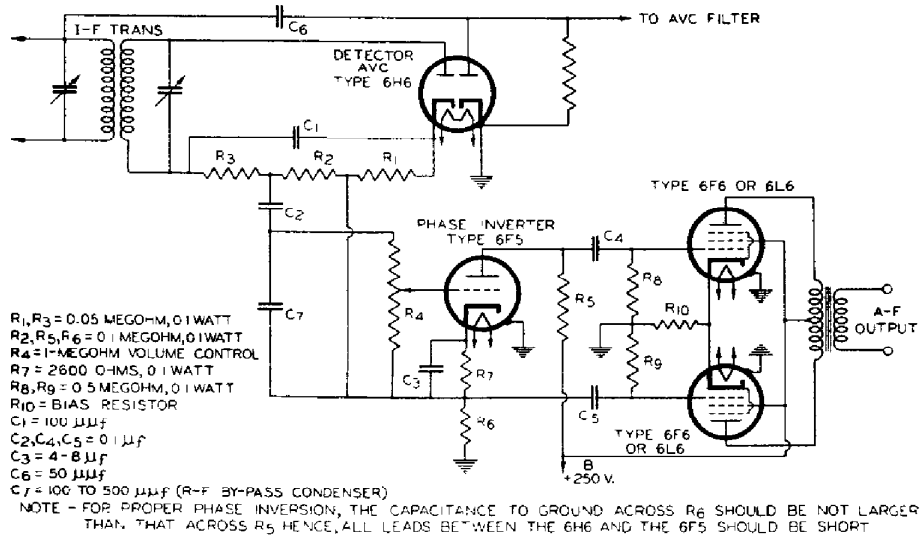 TO AVC FILTER
C6
I-F TRANS
DETECTOR
AVC
TYPE 6H6
C1
R3
R2
R1
C2
PHASE INVERTER
TYPE 6F5
TYPE 6F6 OR 6L6
C4
R8
R5
R10
R4
C7
C3
R7
R9
R6
C5
A-F
OUTPUT
TYPE 6F6
OR 6L6
B
+250 V.
R1,R3 = 0.05 MEGOHM, 0.1 WATT
R2,R5,R6 = 0.1 MEGOHM, 0.1 WATT
R4 = 1-MEGOHM VOLUME CONTROL
R7 = 2600 OHMS, 0.1 WATT
R8,R9 = 0.5 MEGOHM, 0.1 WATT
R10 = BIAS RESISTOR
C1 = 100 µµf
C2,C4,C5 = 0.1 µf
C3 = 4-8 µf
C6 = 50 µµf
C7 = 100 TO 500 µµf (R-F BY-PASS CONDENSER)
NOTE - FOR PROPER PHASE INVERSION, THE CAPACITANCE TO GROUND ACROSS R6 SHOULD BE NOT LARGER
THAN THAT ACROSS R5 HENCE, ALL LEADS BETWEEN THE 6H6 AND THE 6F5 SHOULD BE SHORT